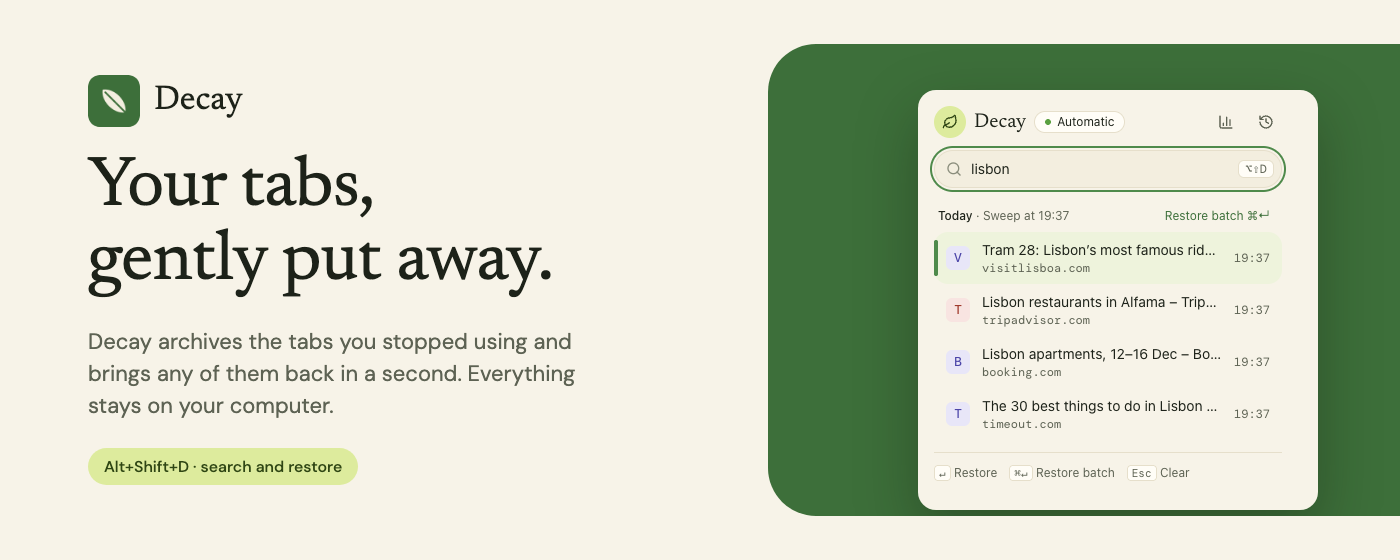 Decay
Your tabs,
gently put away.
Decay archives the tabs you stopped using and
brings any of them back in a second. Everything
stays on your computer.
Alt+Shift+D · search and restore
Decay Automatic
lisbon ⌥⇧D
Today · Sweep at 19:37 Restore batch ⌘↵
V Tram 28: Lisbon’s most famous rid… 19:37
visitlisboa.com
T Lisbon restaurants in Alfama – Trip… 19:37
tripadvisor.com
B Lisbon apartments, 12–16 Dec – Bo… 19:37
booking.com
T The 30 best things to do in Lisbon … 19:37
timeout.com
↵ Restore ⌘↵ Restore batch Esc Clear